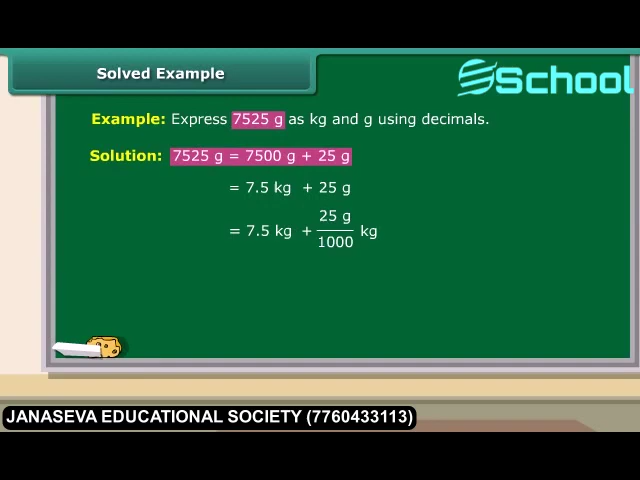 Solved Example
School
Example: Express 7525 g as kg and g using decimals.
Solution: 7525 g = 7500 g + 25 g
= 7.5 kg + 25 g
= 7.5 kg + 25 g/1000 kg
JANASEVA EDUCATIONAL SOCIETY (7760433113)